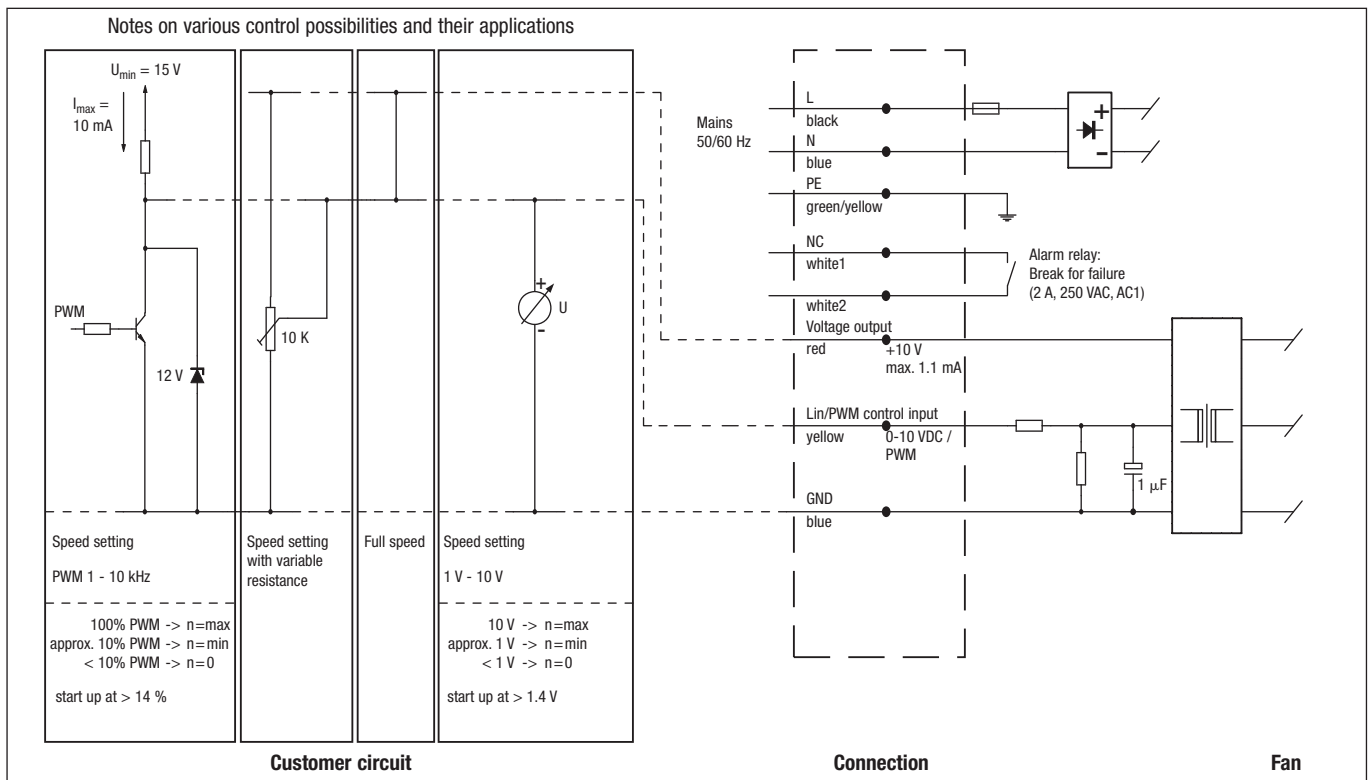 Notes on various control possibilities and their applications
Umin = 15 V
Imax =
10 mA
PWM
12 V
Speed setting
PWM 1 - 10 kHz
100% PWM -> n=max
approx. 10% PWM -> n=min
< 10% PWM -> n=0
start up at > 14 %
10 K
Speed setting
with variable
resistance
Full speed
+
U
-
Speed setting
1 V - 10 V
10 V -> n=max
approx. 1 V -> n=min
< 1 V -> n=0
start up at > 1.4 V
Mains
50/60 Hz
L
black
N
blue
PE
green/yellow
NC
white1
white2
Voltage output
red
+10 V
max. 1.1 mA
Lin/PWM control input
yellow
0-10 VDC /
PWM
GND
blue
+
-
Alarm relay:
Break for failure
(2 A, 250 VAC, AC1)
1 µF
Customer circuit
Connection
Fan